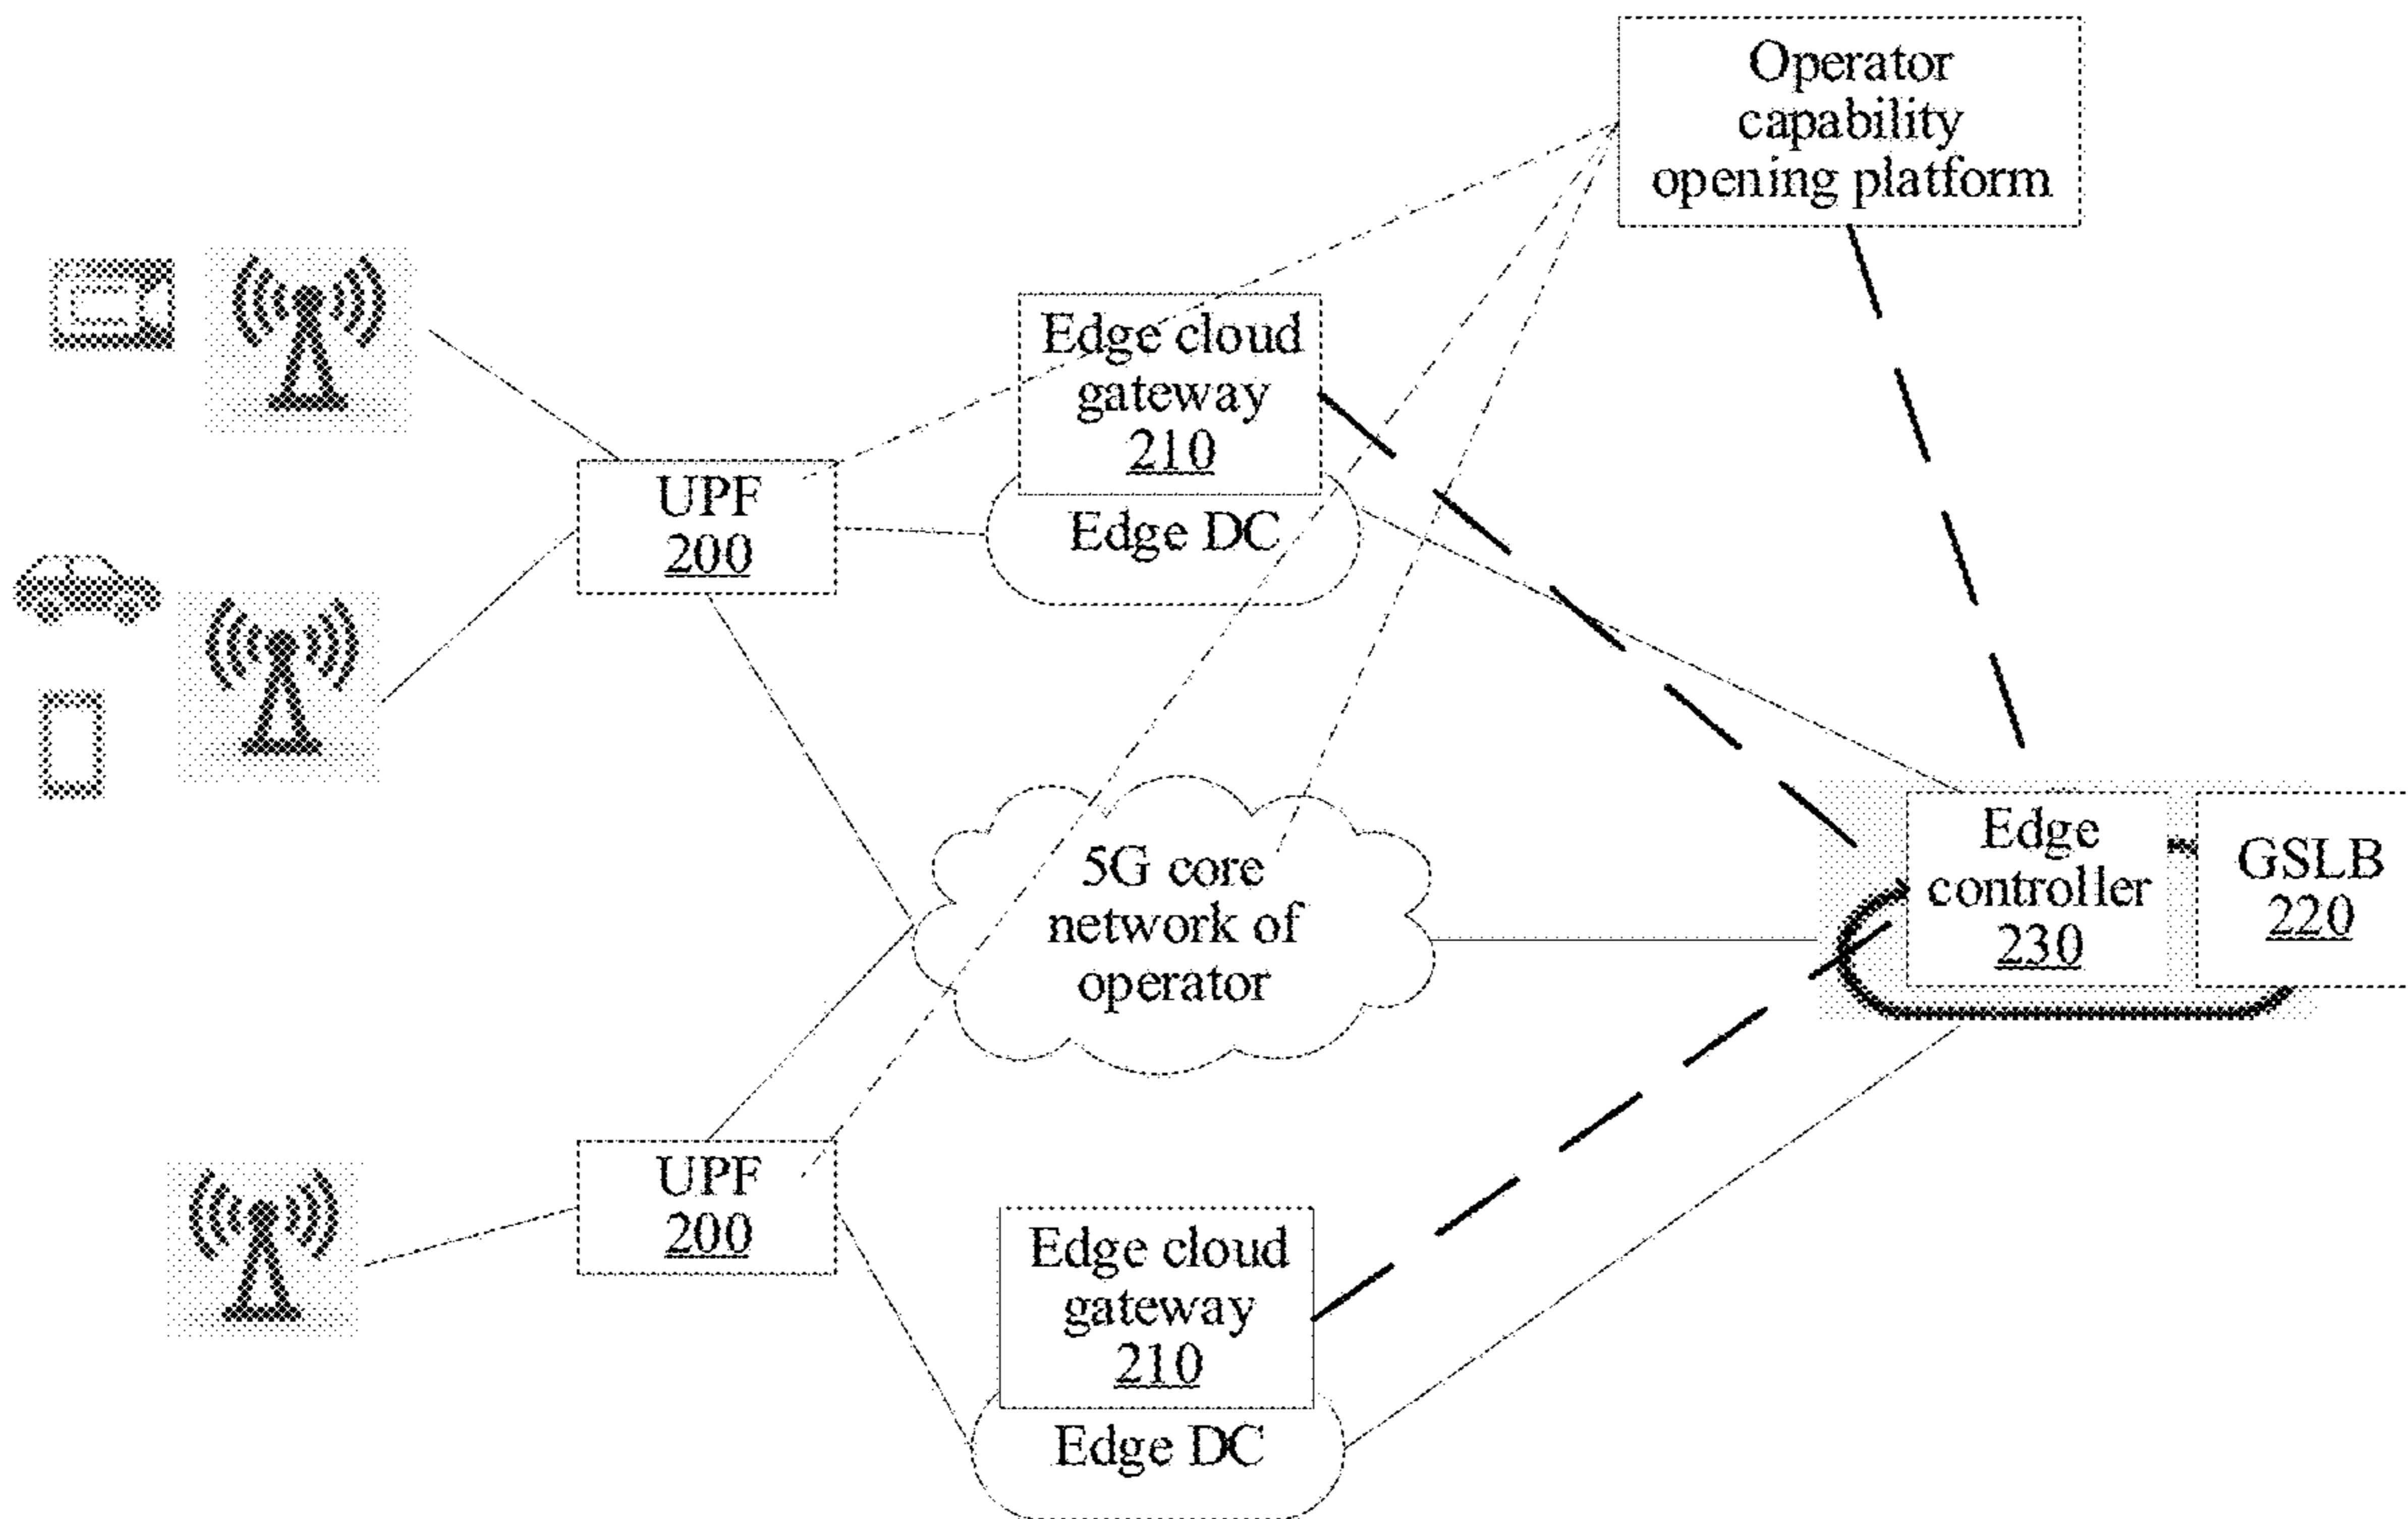 Operator
capability
opening platform
Edge cloud
gateway
210
Edge DC
UPF
200
5G core
network of
operator
Edge
controller
230
GSLB
220
UPF
200
Edge cloud
gateway
210
Edge DC